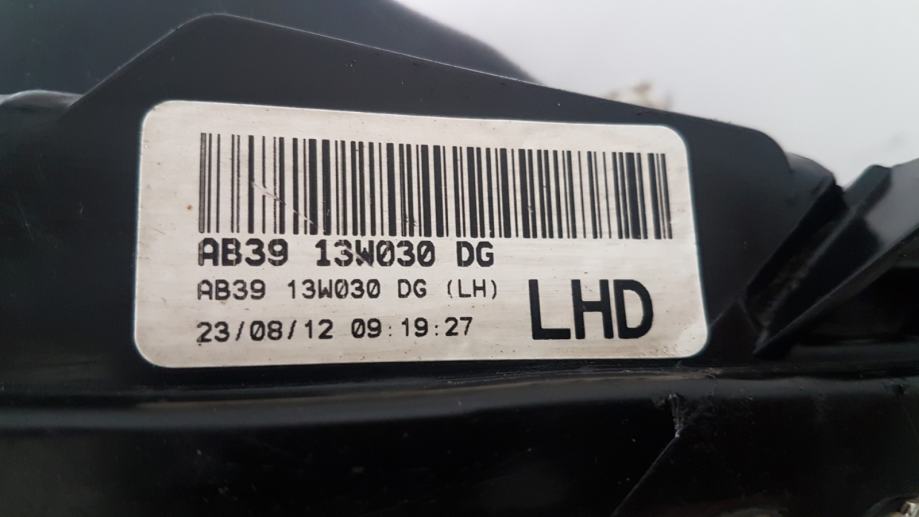 AB39 13W030 DG
AB39 13W030 DG (LH)
23/08/12 09:19:27
LHD